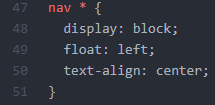 47 nav * {
48 display: block;
49 float: left;
50 text-align: center;
51 }